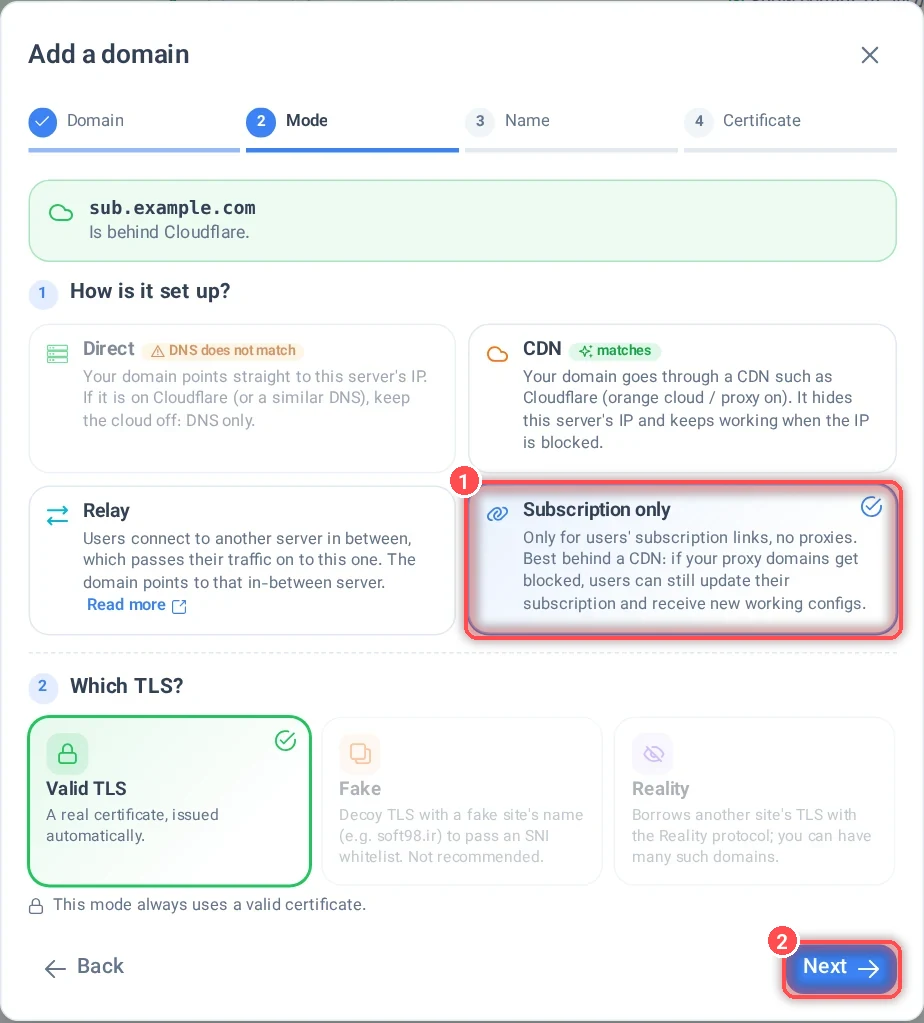 Add a domain
Domain
2 Mode
3 Name
4 Certificate
sub.example.com
Is behind Cloudflare.
1 How is it set up?
Direct DNS does not match
Your domain points straight to this server's IP.
If it is on Cloudflare (or a similar DNS), keep
the cloud off: DNS only.
CDN matches
Your domain goes through a CDN such as
Cloudflare (orange cloud / proxy on). It hides
this server's IP and keeps working when the IP
is blocked.
Relay
Users connect to another server in between,
which passes their traffic on to this one. The
domain points to that in-between server.
Read more
1
Subscription only
Only for users' subscription links, no proxies.
Best behind a CDN: if your proxy domains get
blocked, users can still update their
subscription and receive new working configs.
2 Which TLS?
Valid TLS
A real certificate, issued
automatically.
Fake
Decoy TLS with a fake site's name
(e.g. soft98.ir) to pass an SNI
whitelist. Not recommended.
Reality
Borrows another site's TLS with
the Reality protocol; you can have
many such domains.
This mode always uses a valid certificate.
Back
2
Next